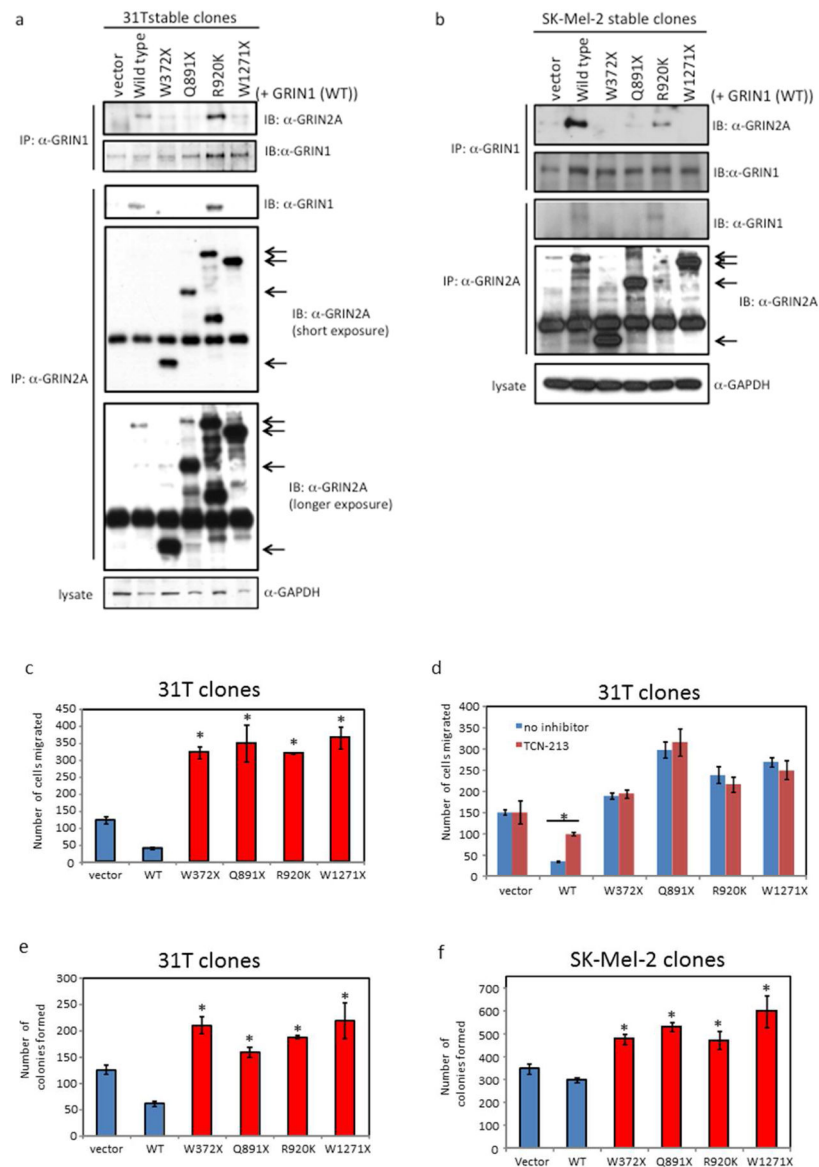 a
31Tstable clones
vector
Wild type
W372X
Q891X
R920K
W1271X
(+ GRIN1 (WT))
IP: α-GRIN1
IB: α-GRIN2A
IB:α-GRIN1
IB: α-GRIN1
IP: α-GRIN2A
IB: α-GRIN2A
(short exposure)
IB: α-GRIN2A
(longer exposure)
lysate
α-GAPDH
b
SK-Mel-2 stable clones
vector
Wild type
W372X
Q891X
R920K
W1271X
(+ GRIN1 (WT))
IP: α-GRIN1
IB: α-GRIN2A
IB:α-GRIN1
IB: α-GRIN1
IP: α-GRIN2A
IB: α-GRIN2A
lysate
α-GAPDH
c
31T clones
Number of cells migrated
450
400
350
300
250
200
150
100
50
0
* * * *
vector WT W372X Q891X R920K W1271X
d
31T clones
Number of cells migrated
400
350
300
250
200
150
100
50
0
no inhibitor
TCN-213
*
vector WT W372X Q891X R920K W1271X
e
31T clones
Number of
colonies formed
300
250
200
150
100
50
0
* * * *
vector WT W372X Q891X R920K W1271X
f
SK-Mel-2 clones
Number of
colonies formed
700
600
500
400
300
200
100
0
* * * *
vector WT W372X Q891X R920K W1271X